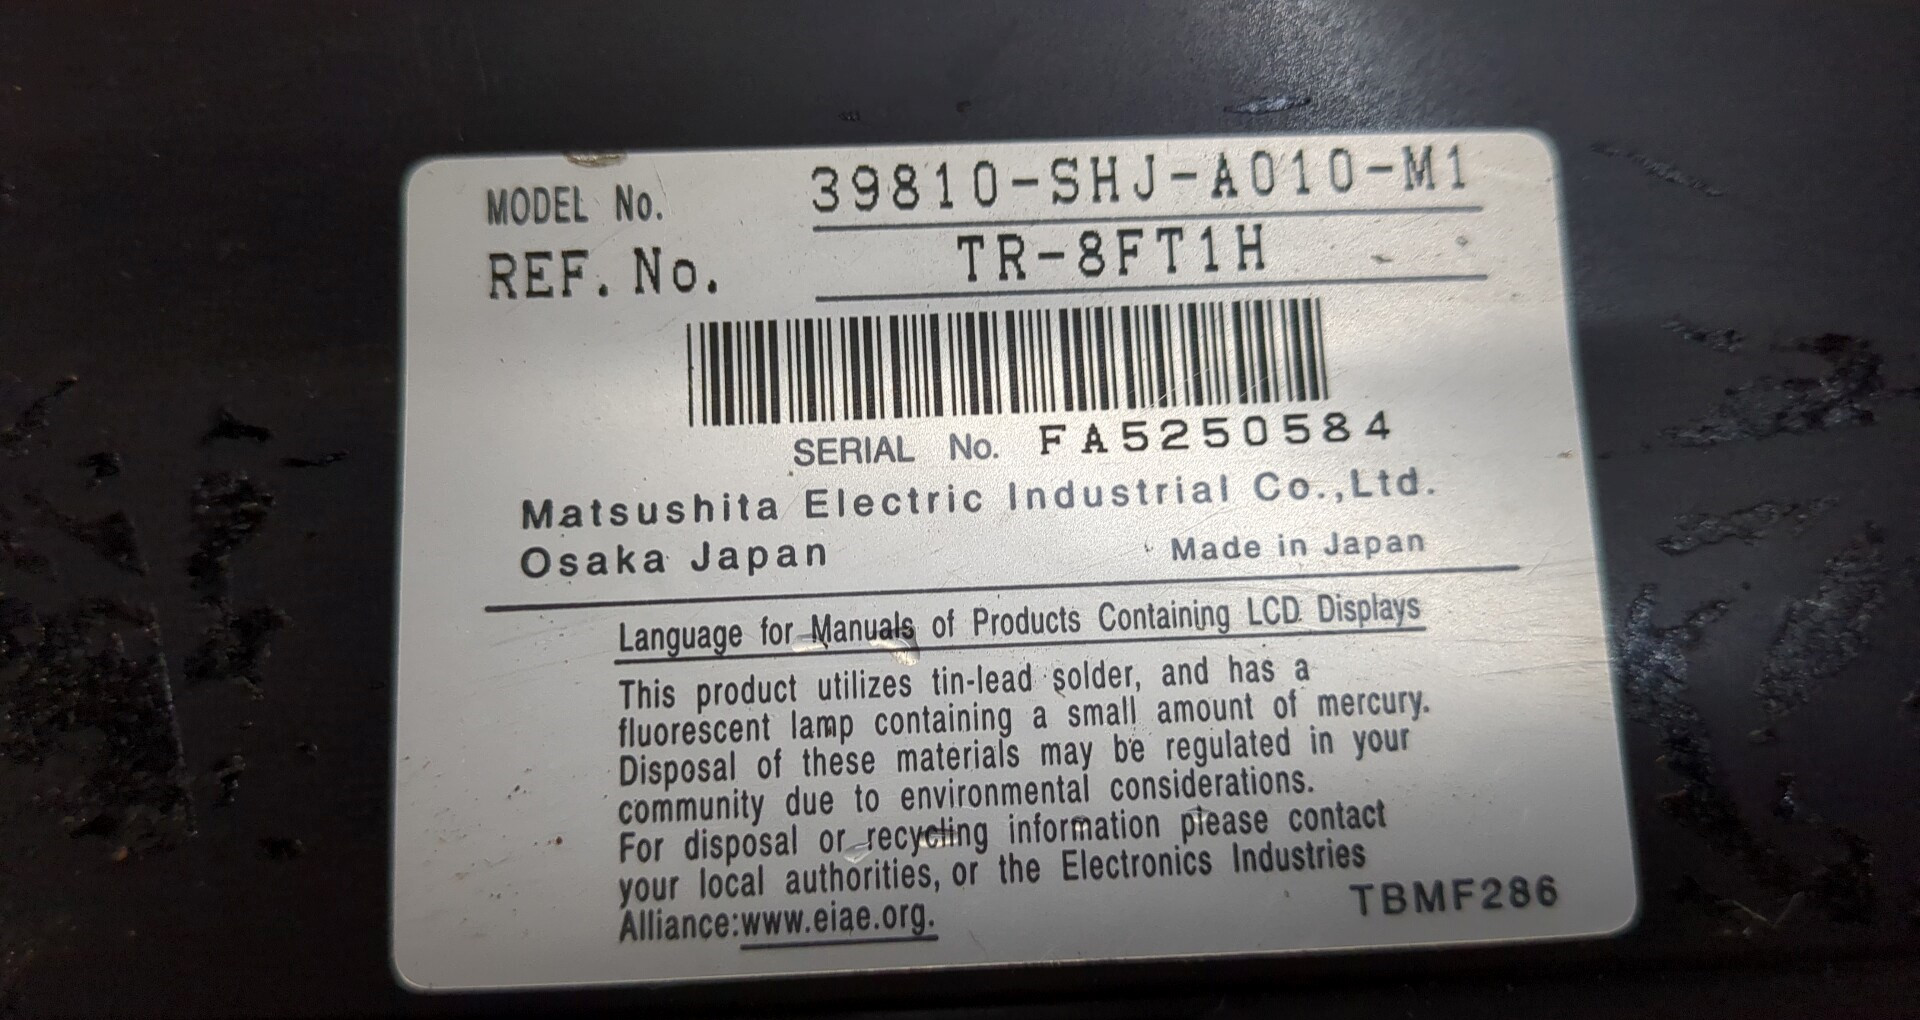 MODEL No. 39810-SHJ-A010-M1
REF. No. TR-8FT1H
SERIAL No. FA5250584
Matsushita Electric Industrial Co.,Ltd.
Osaka Japan Made in Japan
Language for Manuals of Products Containing LCD Displays
This product utilizes tin-lead solder, and has a
fluorescent lamp containing a small amount of mercury.
Disposal of these materials may be regulated in your
community due to environmental considerations.
For disposal or recycling information please contact
your local authorities, or the Electronics Industries
Alliance:www.eiae.org.
TBMF286